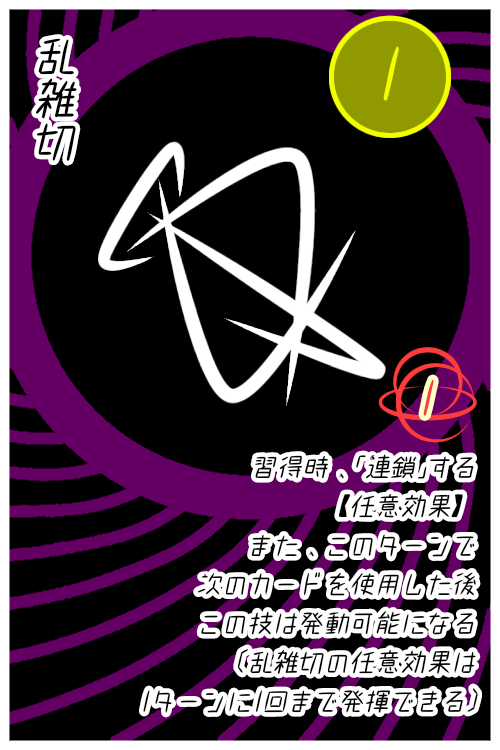 乱雑切
1
1
習得時、「連鎖」する
【任意効果】
また、このターンで
次のカードを使用した後
この技は発動可能になる
(乱雑切の任意効果は
1ターンに1回まで発揮できる)